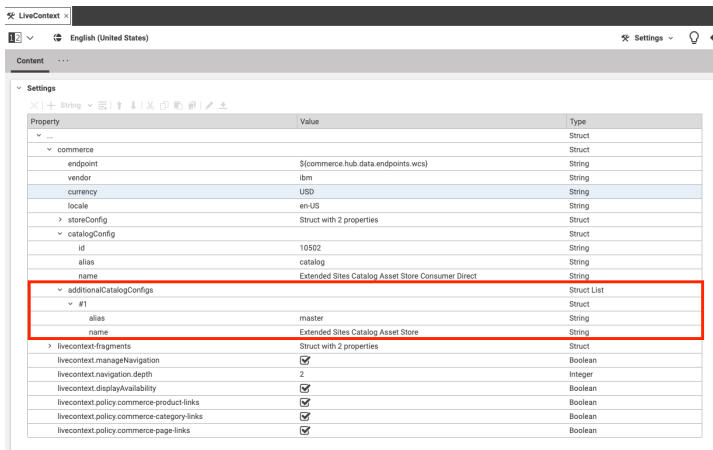 LiveContext ×
12 English (United States) Settings
Content ...
Settings
String
Property Value Type
... Struct
commerce Struct
endpoint ${commerce.hub.data.endpoints.wcs} String
vendor ibm String
currency USD String
locale en-US String
storeConfig Struct with 2 properties Struct
catalogConfig Struct
id 10502 String
alias catalog String
name Extended Sites Catalog Asset Store Consumer Direct String
additionalCatalogConfigs Struct List
#1 Struct
alias master String
name Extended Sites Catalog Asset Store String
livecontext-fragments Struct with 2 properties Struct
livecontext.manageNavigation Boolean
livecontext.navigation.depth 2 Integer
livecontext.displayAvailability Boolean
livecontext.policy.commerce-product-links Boolean
livecontext.policy.commerce-category-links Boolean
livecontext.policy.commerce-page-links Boolean